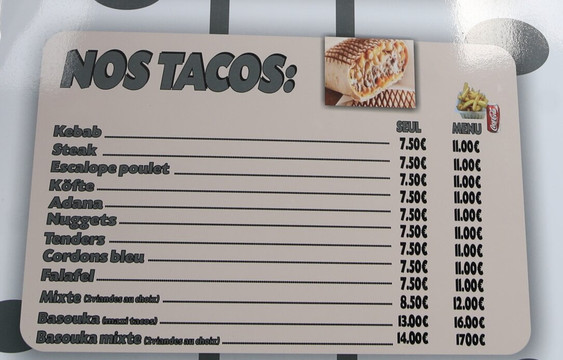 NOS TACOS:
Coca-Cola
SEUL MENU
Kebab 7.50€ 11.00€
Steak 7.50€ 11.00€
Escalope poulet 7.50€ 11.00€
Köfte 7.50€ 11.00€
Adana 7.50€ 11.00€
Nuggets 7.50€ 11.00€
Tenders 7.50€ 11.00€
Cordons bleu 7.50€ 11.00€
Falafel 7.50€ 11.00€
Mixte (2viandes au choix) 8.50€ 12.00€
Basouka (maxi tacos) 13.00€ 16.00€
Basouka mixte (2viandes au choix) 14.00€ 1700€